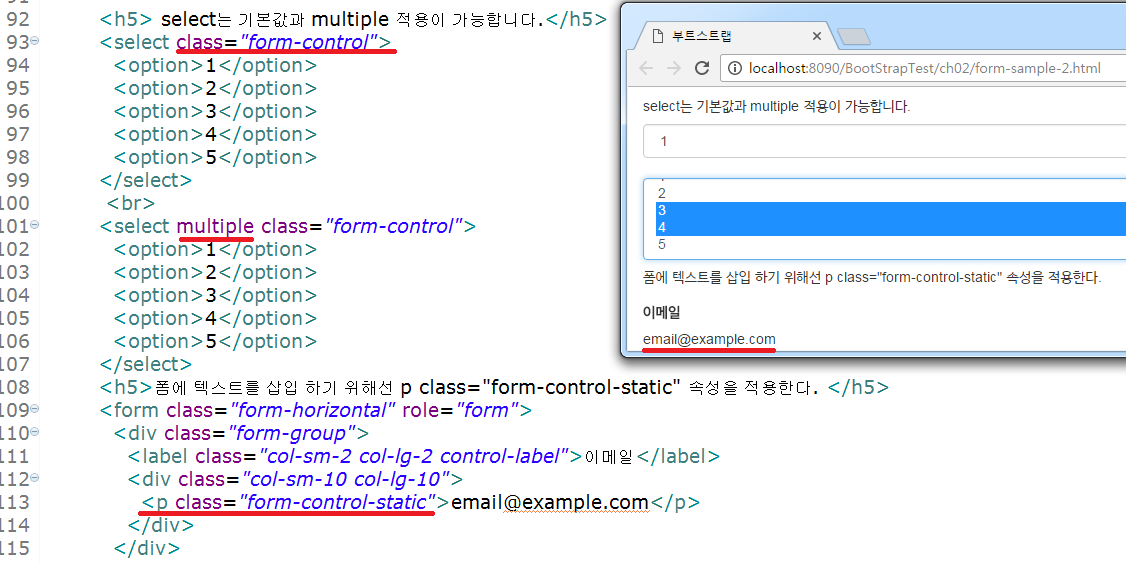 91
92 <h5> select는 기본값과 multiple 적용이 가능합니다.</h5>
93 <select class="form-control">
94 <option>1</option>
95 <option>2</option>
96 <option>3</option>
97 <option>4</option>
98 <option>5</option>
99 </select>
100 <br>
101 <select multiple class="form-control">
102 <option>1</option>
103 <option>2</option>
104 <option>3</option>
105 <option>4</option>
106 <option>5</option>
107 </select>
108 <h5>폼에 텍스트를 삽입 하기 위해선 p class="form-control-static" 속성을 적용한다. </h5>
109 <form class="form-horizontal" role="form">
110 <div class="form-group">
111 <label class="col-sm-2 col-lg-2 control-label">이메일</label>
112 <div class="col-sm-10 col-lg-10">
113 <p class="form-control-static">email@example.com</p>
114 </div>
115 </div>
부트스트랩
localhost:8090/BootStrapTest/ch02/form-sample-2.html
select는 기본값과 multiple 적용이 가능합니다.
1
2
3
4
5
폼에 텍스트를 삽입 하기 위해선 p class="form-control-static" 속성을 적용한다.
이메일
email@example.com